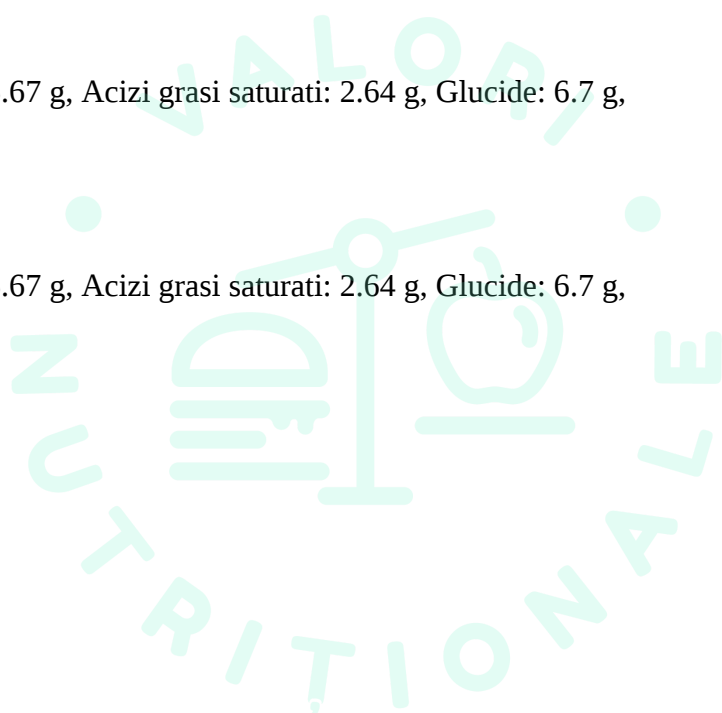 VALORI
.67 g, Acizi grasi saturati: 2.64 g, Glucide: 6.7 g,
.67 g, Acizi grasi saturati: 2.64 g, Glucide: 6.7 g,
NUTRIȚIONALE